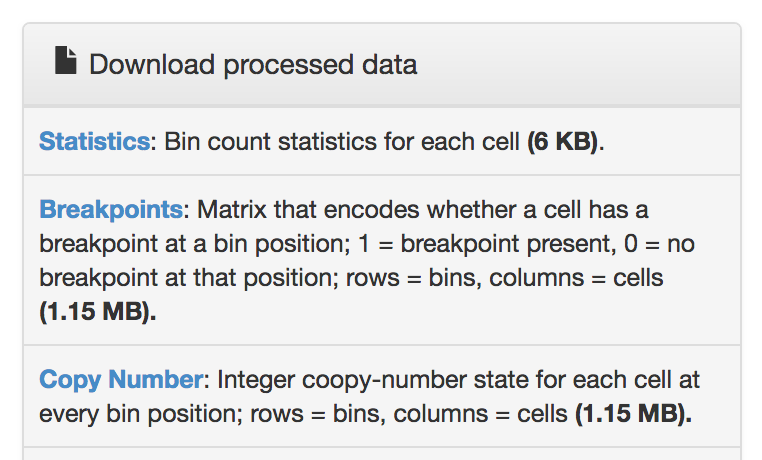 Download processed data
Statistics: Bin count statistics for each cell (6 KB).
Breakpoints: Matrix that encodes whether a cell has a
breakpoint at a bin position; 1 = breakpoint present, 0 = no
breakpoint at that position; rows = bins, columns = cells
(1.15 MB).
Copy Number: Integer coopy-number state for each cell at
every bin position; rows = bins, columns = cells (1.15 MB).